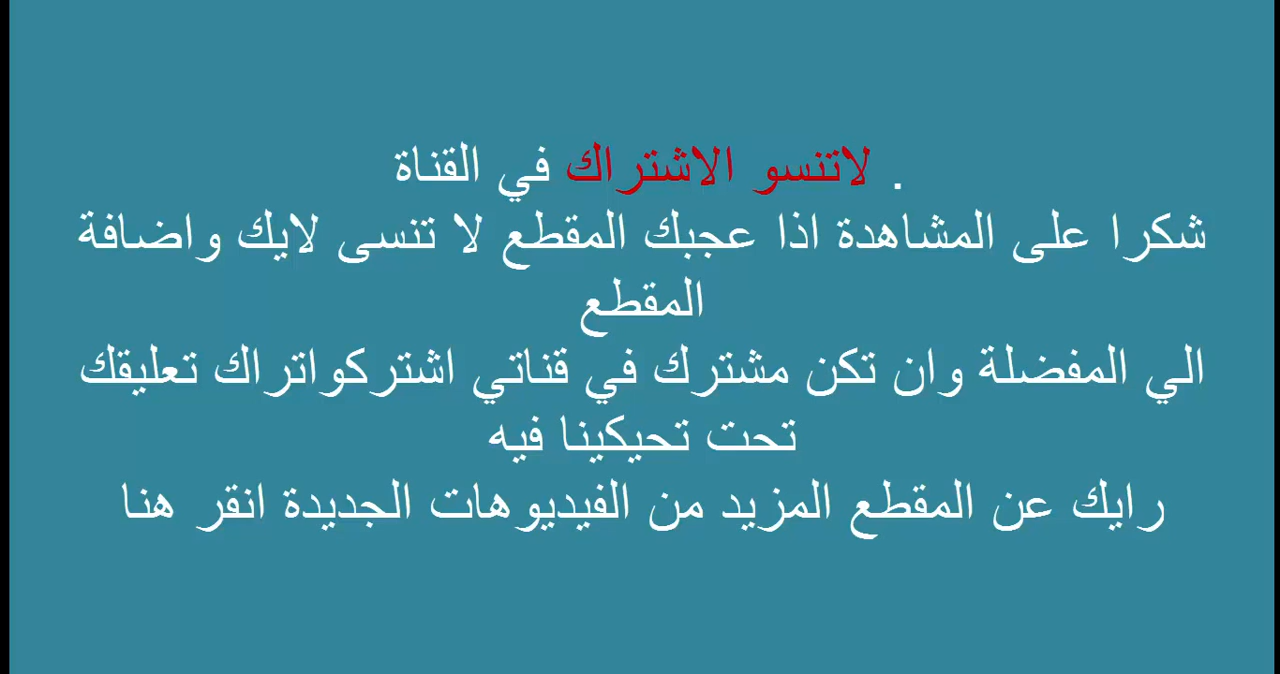 . لاتنسو الاشتراك في القناة
شكرا على المشاهدة اذا عجبك المقطع لا تنسى لايك واضافة
المقطع
الي المفضلة وان تكن مشترك في قناتي اشتركواتراك تعليقك
تحت تحيكينا فيه
رايك عن المقطع المزيد من الفيديوهات الجديدة انقر هنا